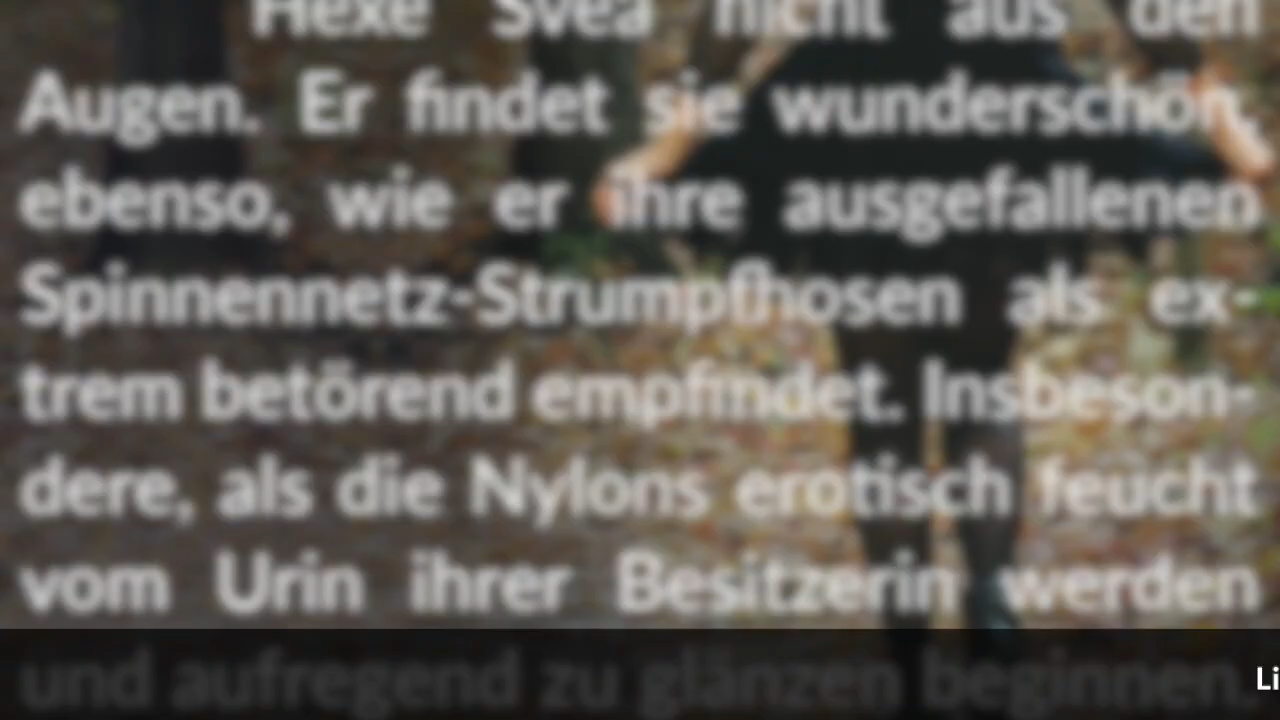 Hexe Svea nicht aus den
Augen. Er findet sie wunderschön,
ebenso, wie er ihre ausgefallenen
Spinnennetz-Strumpfhosen als ex-
trem betörend empfindet. Insbeson-
dere, als die Nylons erotisch feucht
vom Urin ihrer Besitzerin werden
und aufregend zu glänzen beginnen.
Li